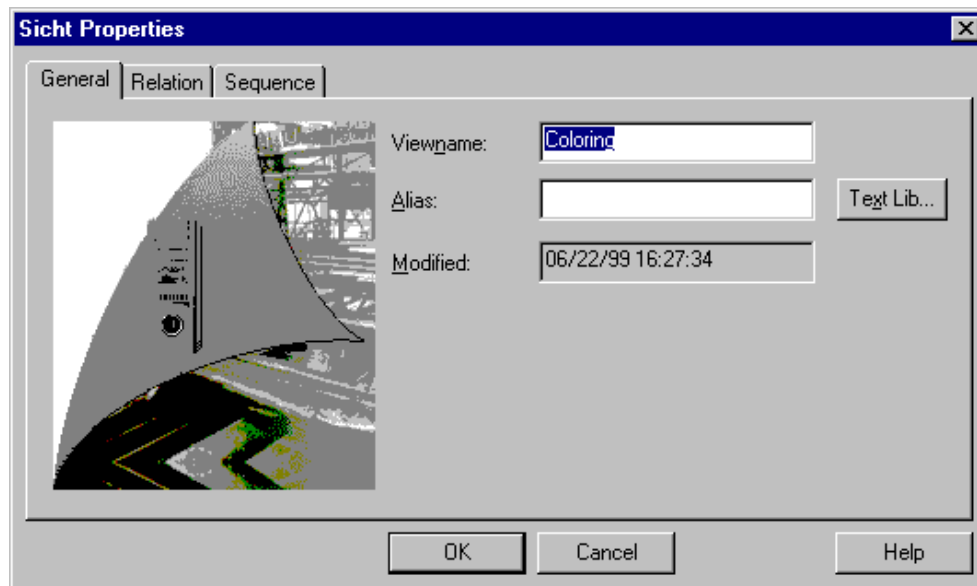 Sicht Properties
General Relation Sequence
Viewname: Coloring
Alias: Text Lib...
Modified: 06/22/99 16:27:34
OK Cancel Help